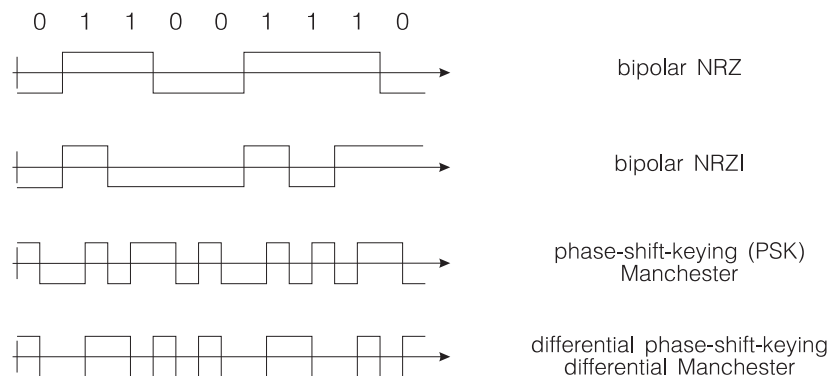 0 1 1 0 0 1 1 1 0
bipolar NRZ
bipolar NRZI
phase-shift-keying (PSK)
Manchester
differential phase-shift-keying
differential Manchester